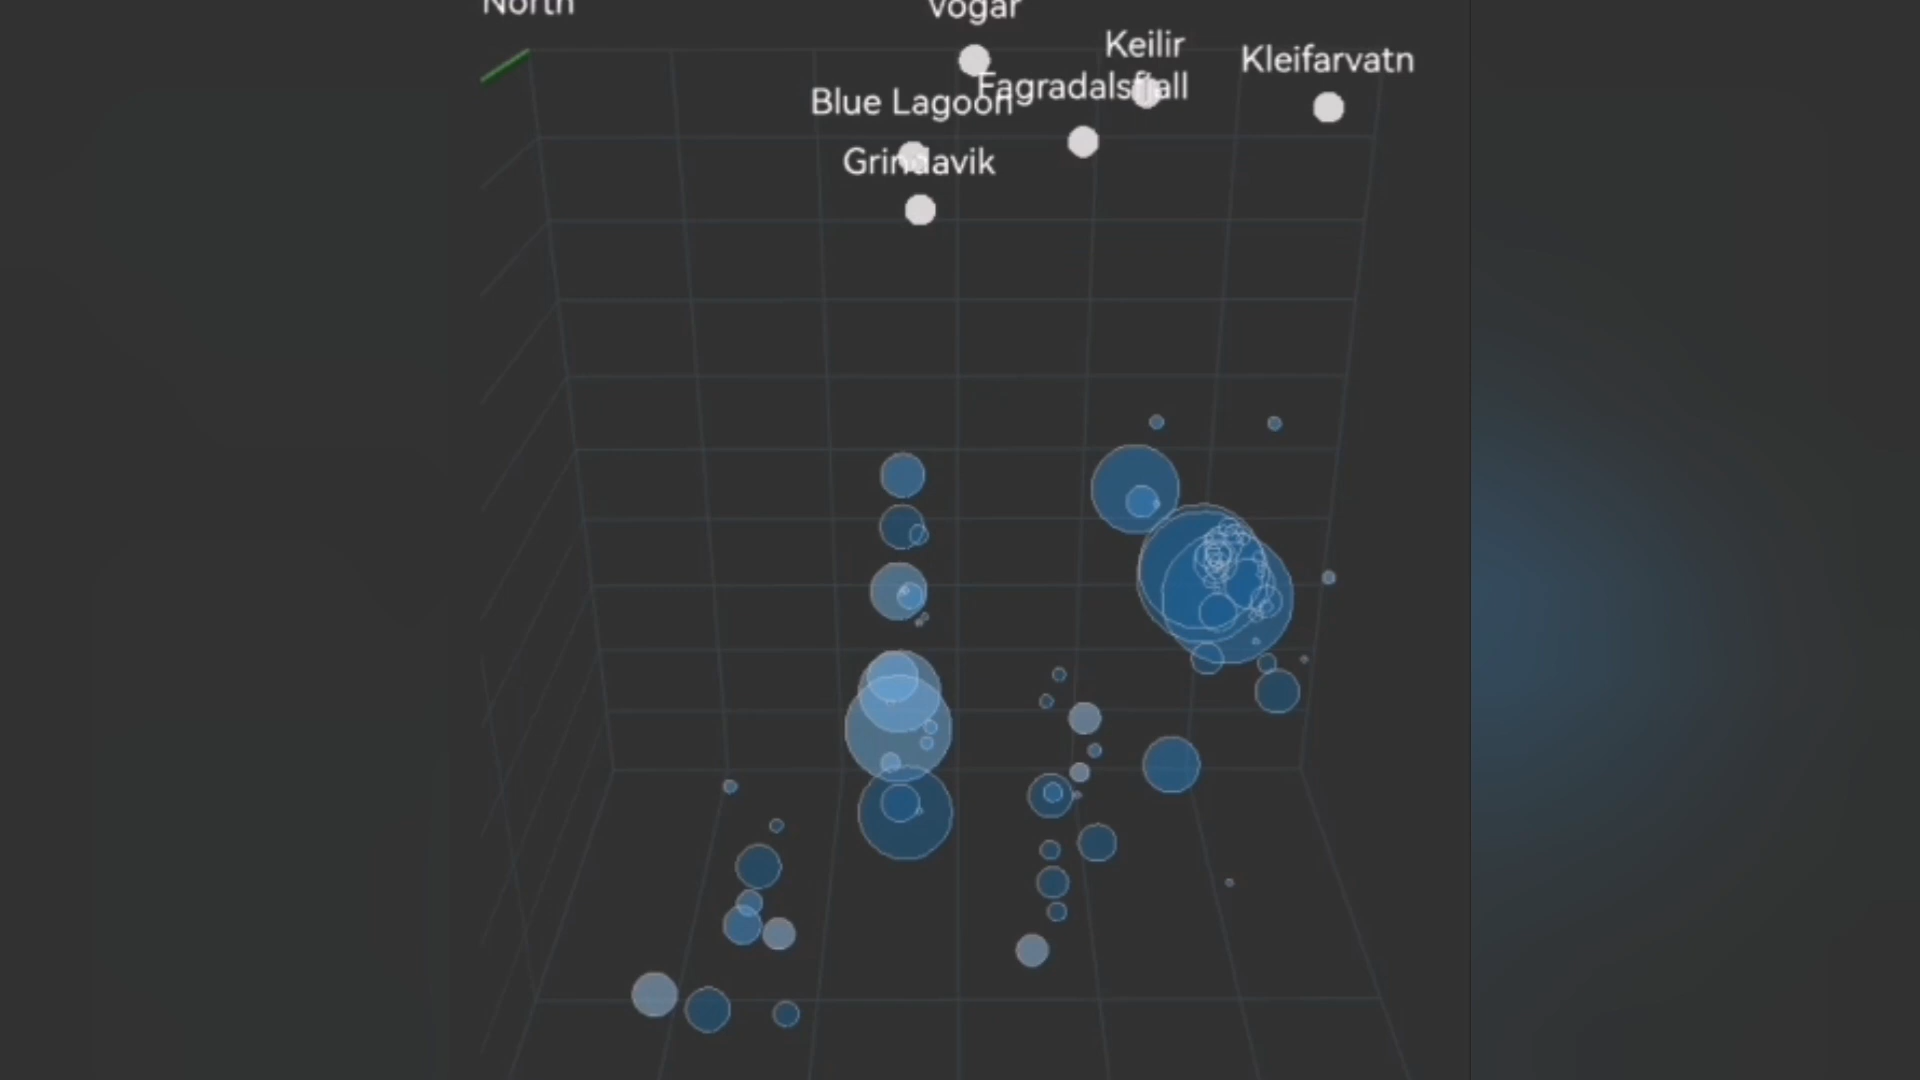 North
Vogar
Keilir
Kleifarvatn
Fagradalsfjall
Blue Lagoon
Grindavik